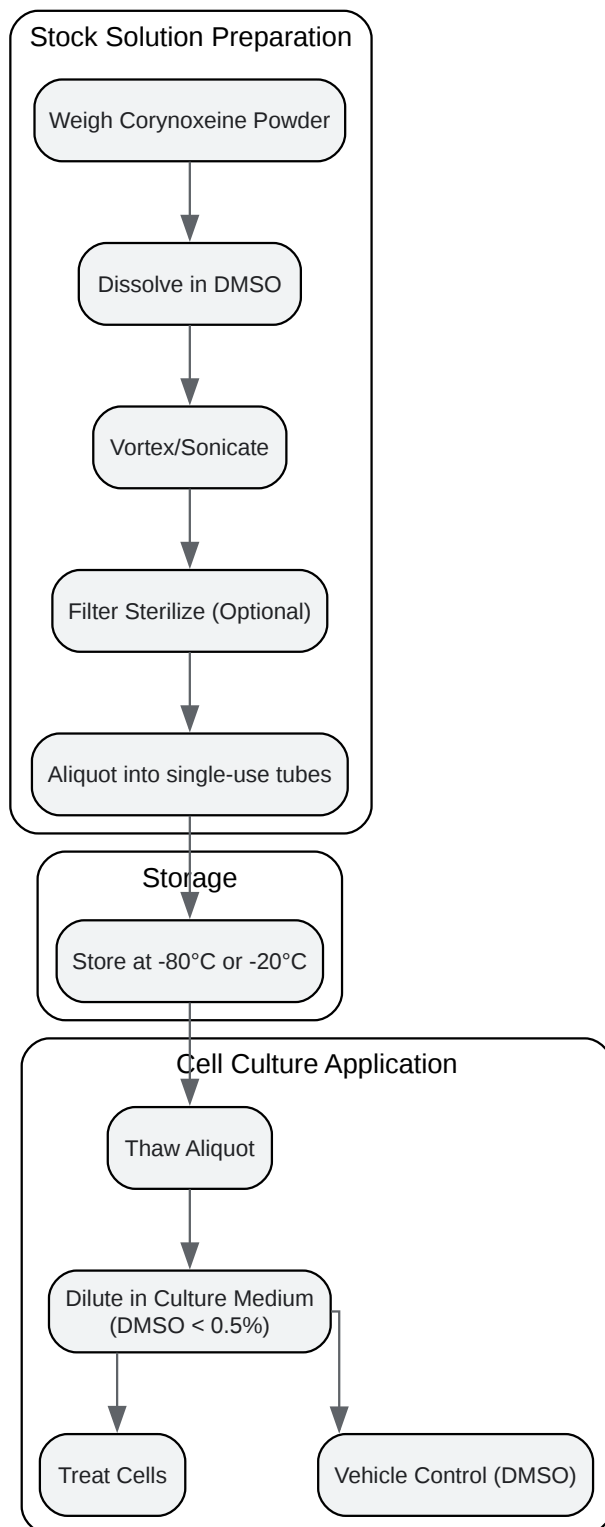 Stock Solution Preparation
Weigh Corynoxeine Powder
Dissolve in DMSO
Vortex/Sonicate
Filter Sterilize (Optional)
Aliquot into single-use tubes
Storage
Store at -80°C or -20°C
Cell Culture Application
Thaw Aliquot
Dilute in Culture Medium
(DMSO < 0.5%)
Treat Cells
Vehicle Control (DMSO)